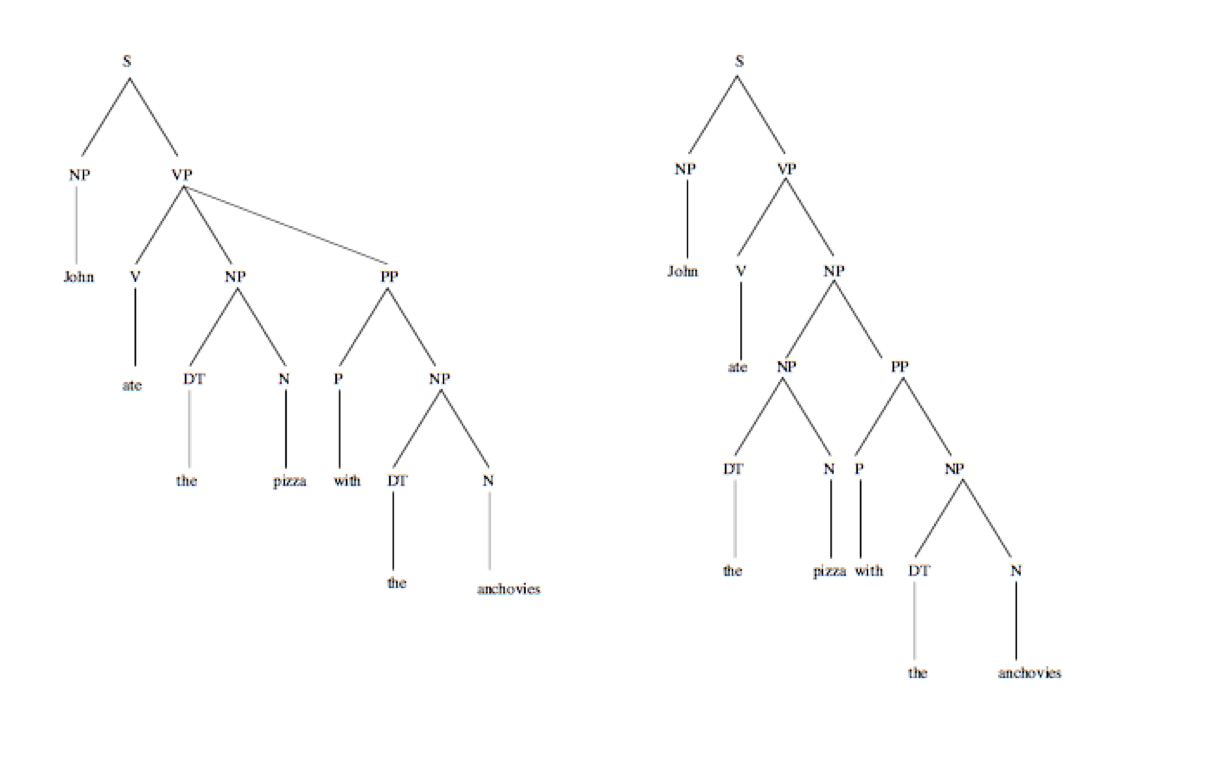 S
NP VP
John V NP PP
ate DT N P NP
the pizza with DT N
the anchovies
S
NP VP
John V NP
ate NP PP
DT N P NP
the pizza with DT N
the anchovies